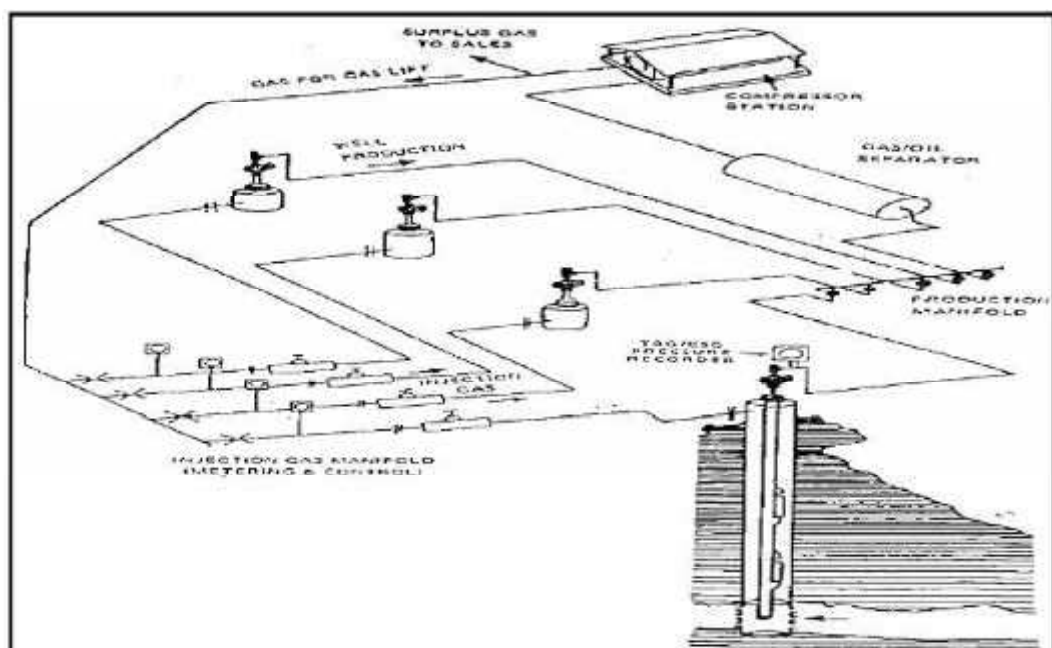 SURPLUS GAS
TO SALES
GAS FOR GAS LIFT
COMPRESSOR
STATION
WELL
PRODUCTION
GAS/OIL
SEPARATOR
PRODUCTION
MANIFOLD
PRESSURE
RECORDER
INJECTION
GAS
INJECTION GAS MANIFOLD
(METERING & CONTROL)